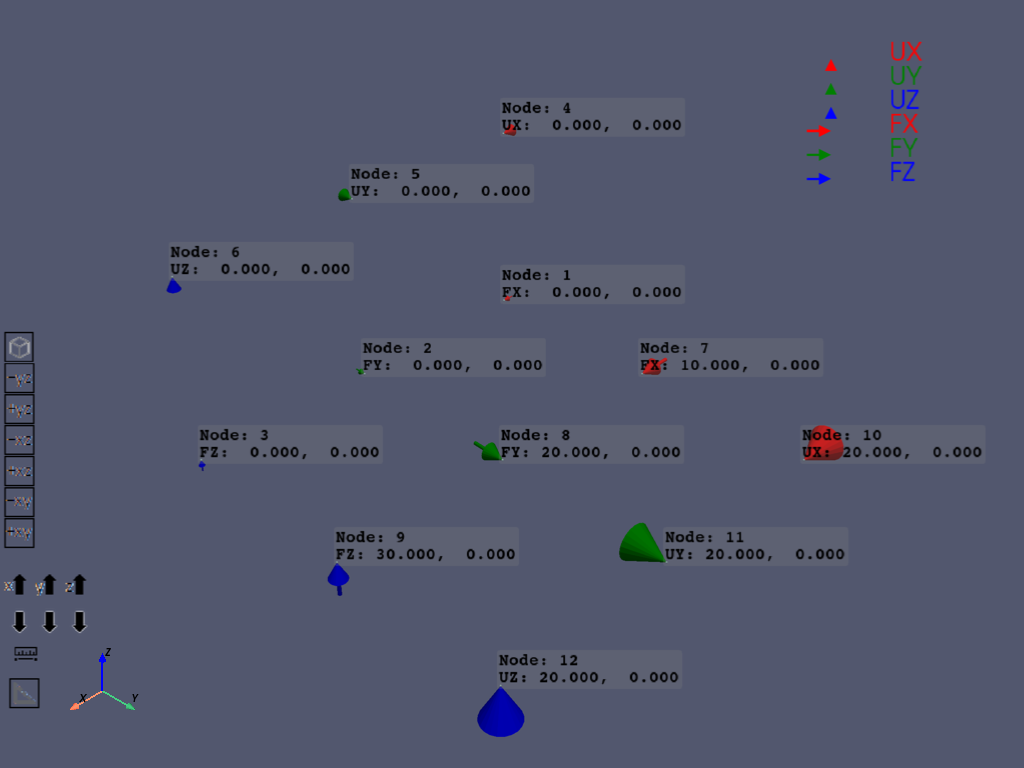 UX
UY
UZ
FX
FY
FZ
Node: 4
UX: 0.000, 0.000
Node: 5
UY: 0.000, 0.000
Node: 6
UZ: 0.000, 0.000
Node: 1
FX: 0.000, 0.000
Node: 2
FY: 0.000, 0.000
Node: 7
FX: 10.000, 0.000
Node: 3
FZ: 0.000, 0.000
Node: 8
FY: 20.000, 0.000
Node: 10
UX: 20.000, 0.000
Node: 9
FZ: 30.000, 0.000
Node: 11
UY: 20.000, 0.000
Node: 12
UZ: 20.000, 0.000
-yz
+yz
-xz
+xz
-xy
+xy
x y z
Z
X
Y